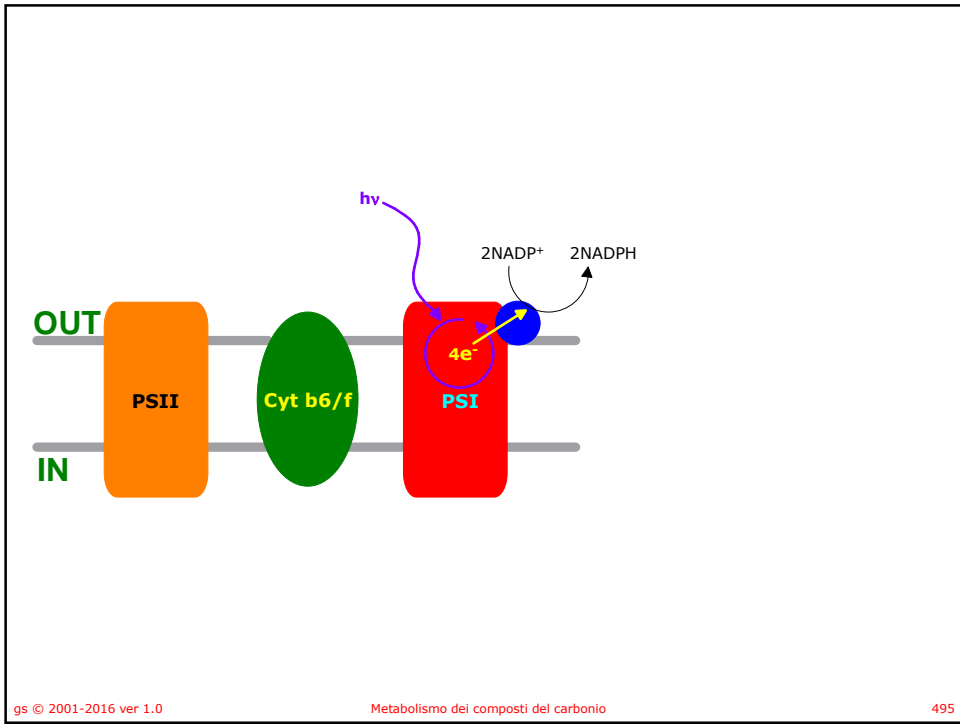 hν
2NADP⁺ 2NADPH
OUT
4e⁻
PSII Cyt b6/f PSI
IN
gs © 2001-2016 ver 1.0 Metabolismo dei composti del carbonio 495